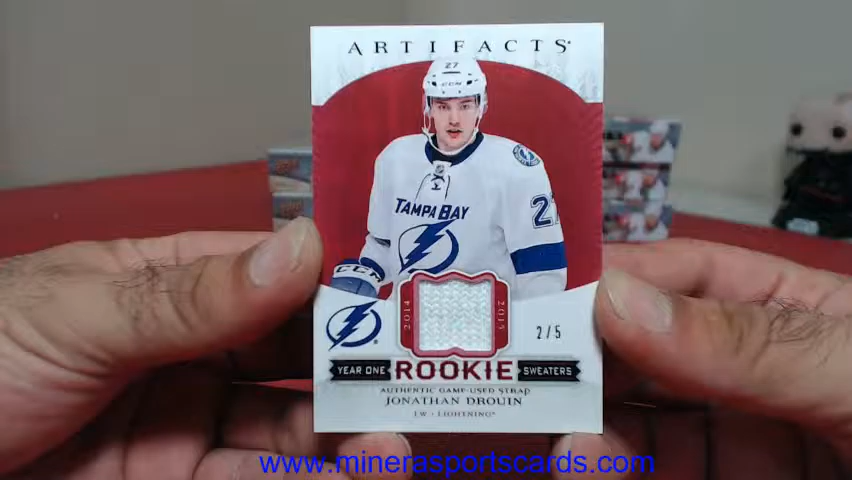 ARTIFACTS
27
CCM
TAMPA BAY
27
CCM
2014
2015
2/5
YEAR ONE ROOKIE SWEATERS
AUTHENTIC GAME-USED STRAP
JONATHAN DROUIN
LW · LIGHTNING
www.minerasportscards.com